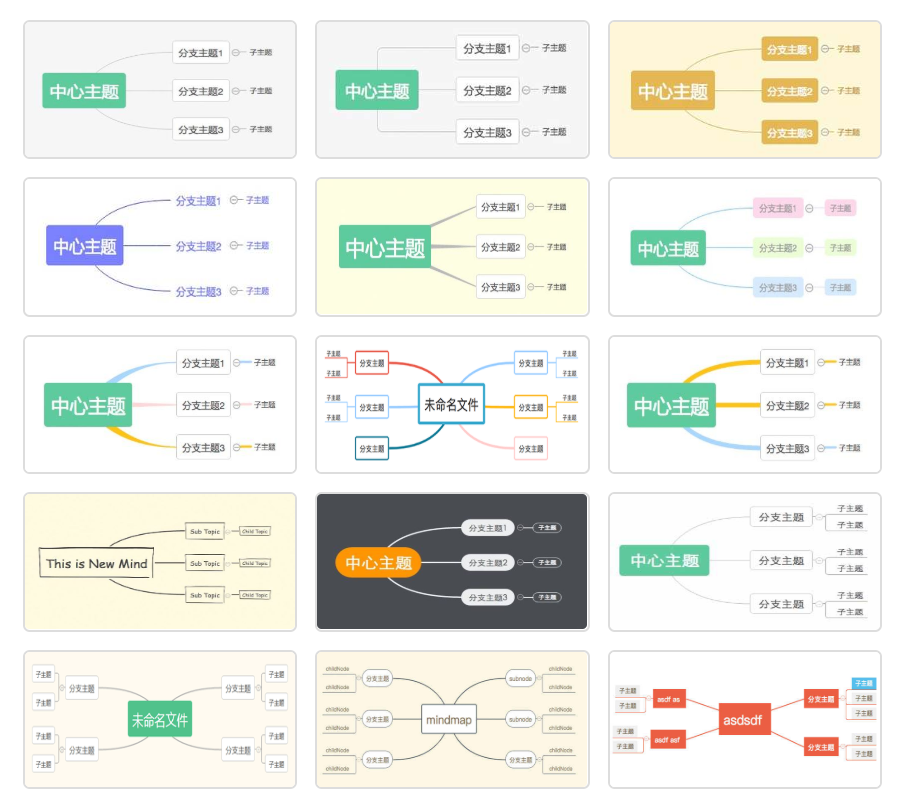 分支主题1 子主题
中心主题 分支主题2 子主题
分支主题3 子主题
分支主题1 子主题
中心主题 分支主题2 子主题
分支主题3 子主题
分支主题1 子主题
中心主题 分支主题2 子主题
分支主题3 子主题
分支主题1 子主题
中心主题 分支主题2 子主题
分支主题3 子主题
分支主题1 子主题
中心主题 分支主题2 子主题
分支主题3 子主题
分支主题1 子主题
中心主题 分支主题2 子主题
分支主题3 子主题
分支主题1 子主题
中心主题 分支主题2 子主题
分支主题3 子主题
子主题 子主题
分支主题 分支主题
子主题 子主题
子主题 未命名文件 子主题
分支主题 分支主题
子主题 子主题
分支主题 分支主题
分支主题1 子主题
中心主题 分支主题2 子主题
分支主题3 子主题
Sub Topic Child Topic
This is New Mind Sub Topic Child Topic
Sub Topic Child Topic
分支主题1 子主题
中心主题 分支主题2 子主题
分支主题3 子主题
子主题
分支主题
子主题
子主题
中心主题 分支主题
子主题
子主题
分支主题
子主题
子主题 子主题
分支主题 分支主题
子主题 子主题
未命名文件
子主题 子主题
分支主题 分支主题
子主题 子主题
childNode childNode
分支主题 subnode
childNode childNode
childNode childNode
分支主题 mindmap subnode
childNode childNode
childNode childNode
分支主题 分支主题
childNode childNode
子主题
子主题 asdf as 分支主题 子主题
子主题 子主题
asdsdf
子主题 asdf asf 子主题
子主题 分支主题 子主题